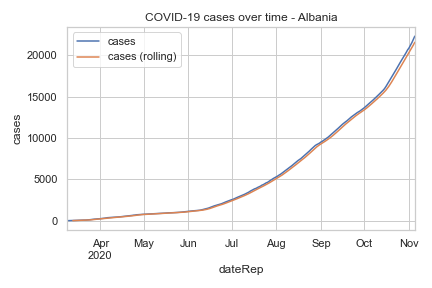 COVID-19 cases over time - Albania
cases
cases (rolling)
20000
15000
10000
5000
0
cases
Apr May Jun Jul Aug Sep Oct Nov
2020
dateRep